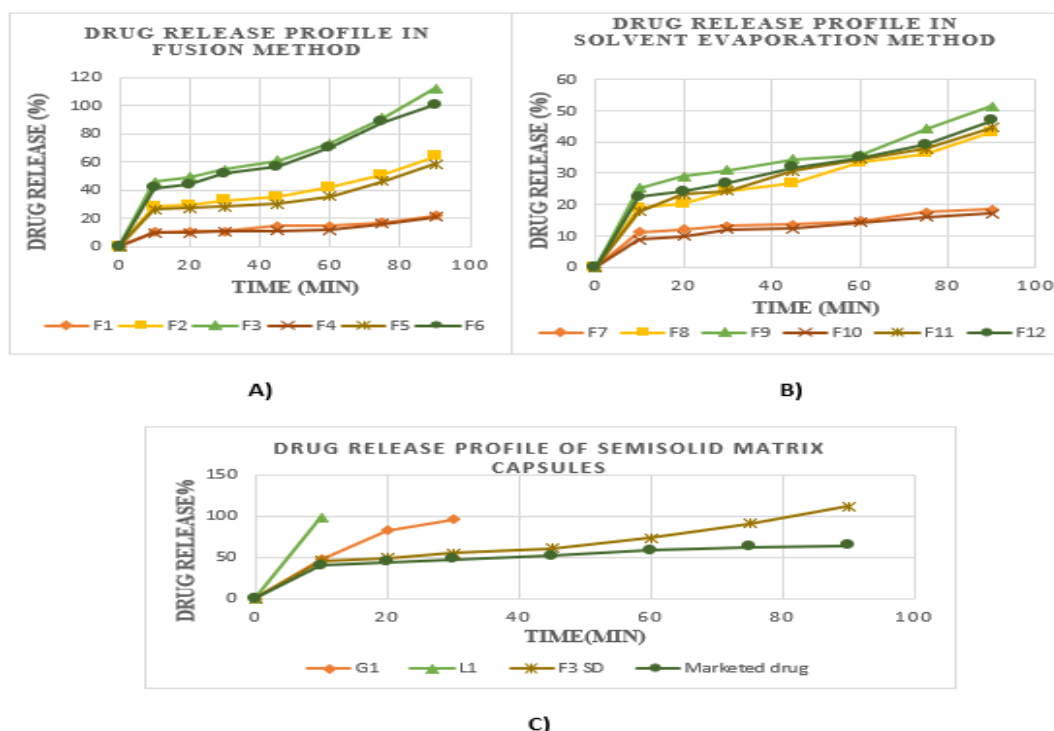 DRUG RELEASE PROFILE IN
FUSION METHOD
DRUG RELEASE (%)
120
100
80
60
40
20
0
0 20 40 60 80 100
TIME (MIN)
F1 F2 F3 F4 F5 F6
A)
DRUG RELEASE PROFILE IN
SOLVENT EVAPORATION METHOD
DRUG RELEASE (%)
60
50
40
30
20
10
0
0 20 40 60 80 100
TIME (MIN)
F7 F8 F9 F10 F11 F12
B)
DRUG RELEASE PROFILE OF SEMISOLID MATRIX
CAPSULES
DRUG RELEASE%
150
100
50
0
0 20 40 60 80 100
TIME(MIN)
G1 L1 F3 SD Marketed drug
C)